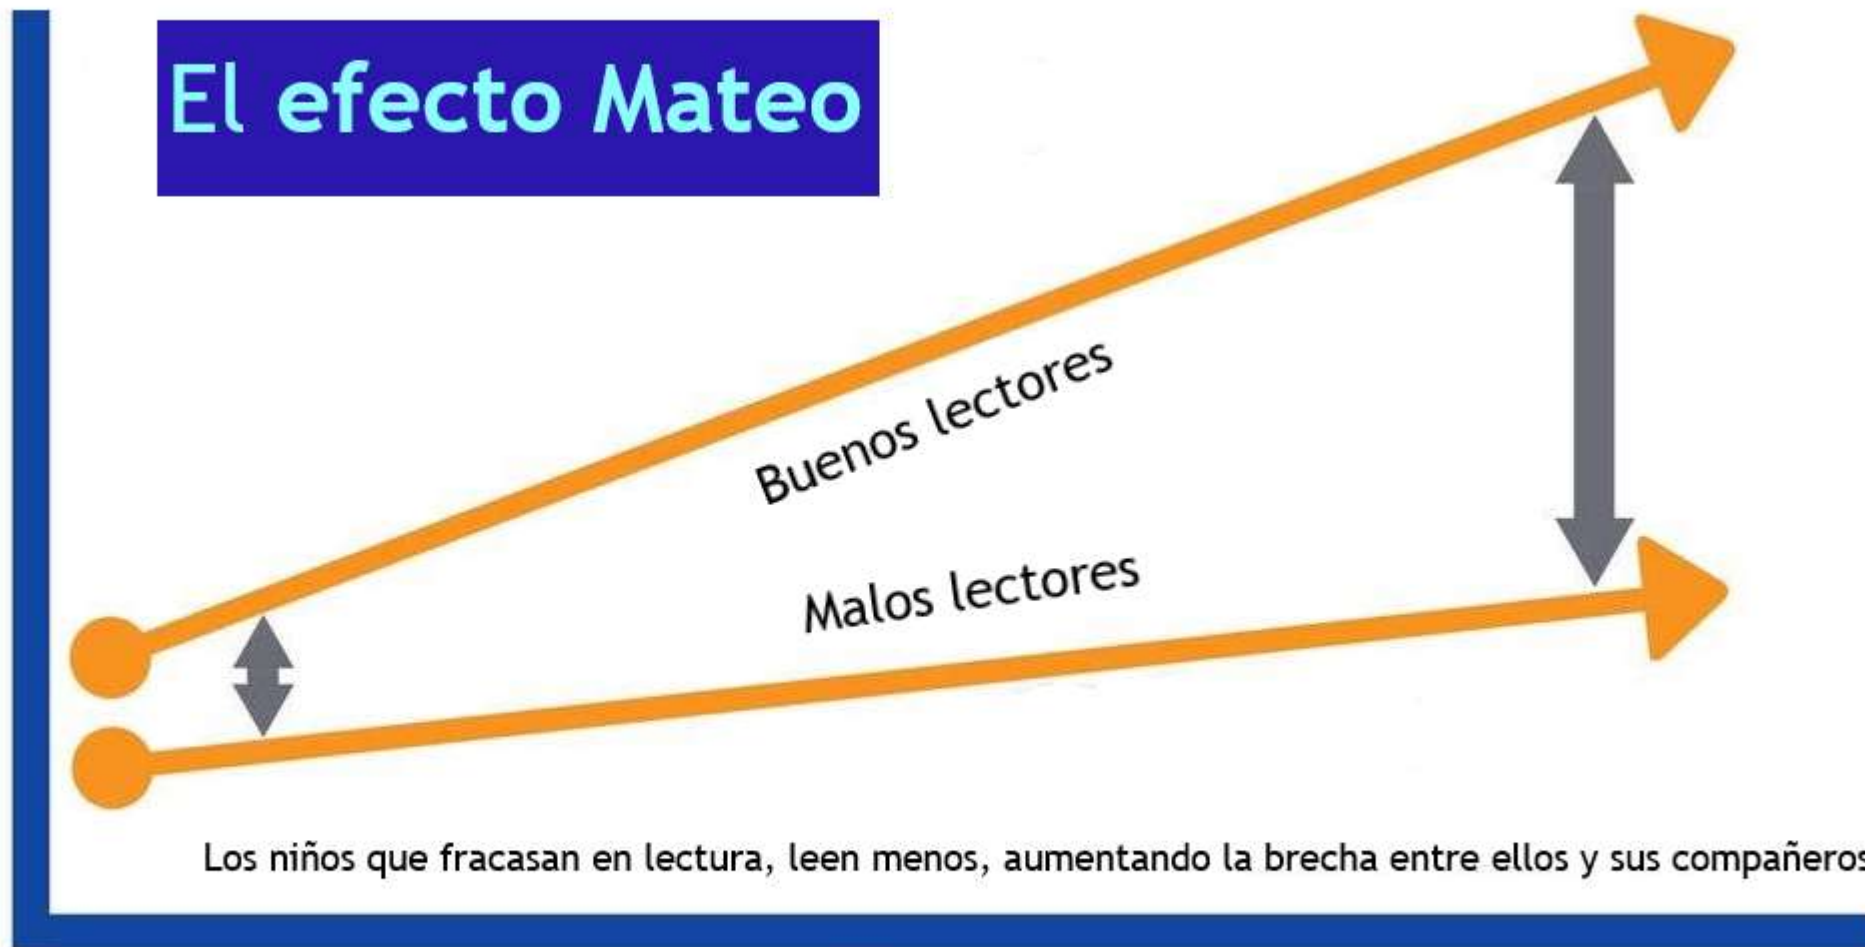 El efecto Mateo
Buenos lectores
Malos lectores
Los niños que fracasan en lectura, leen menos, aumentando la brecha entre ellos y sus compañeros